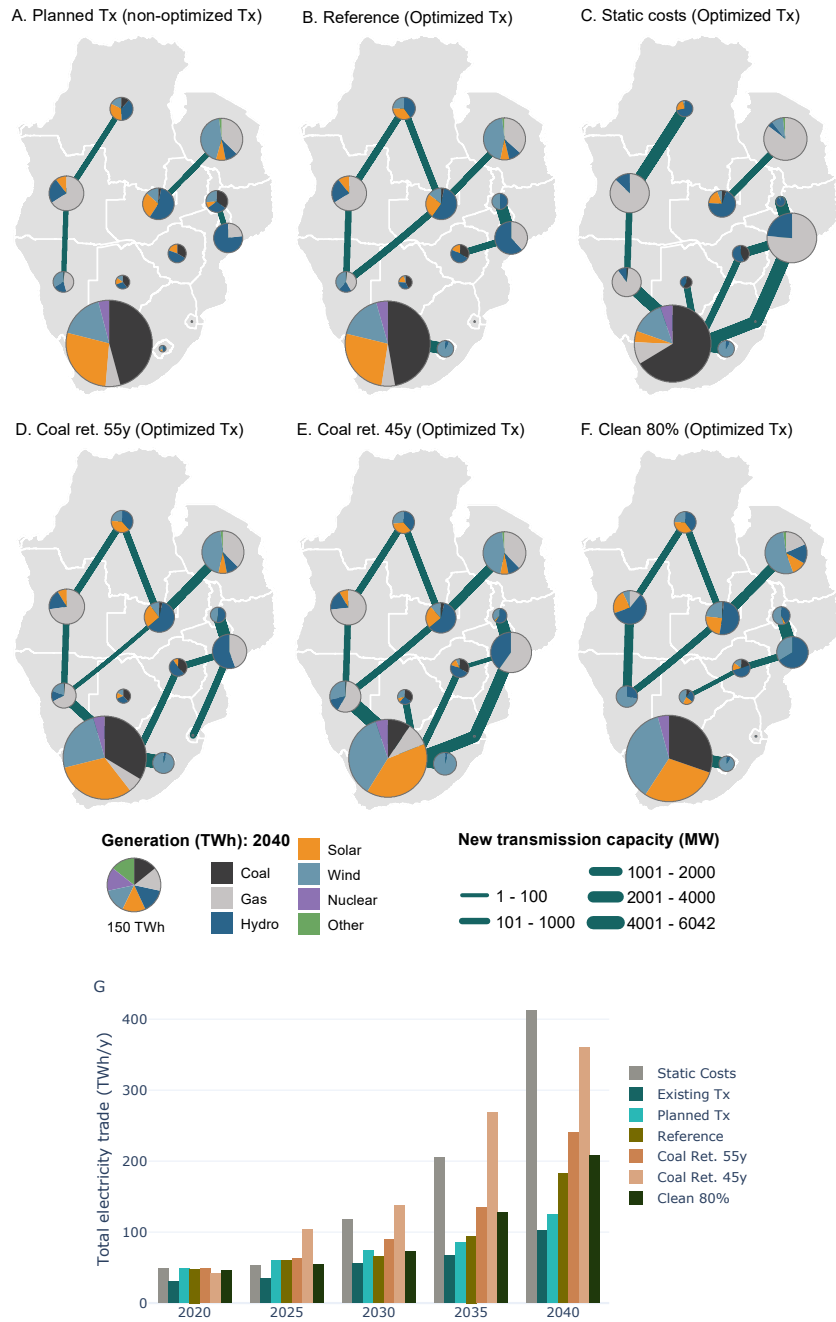 A. Planned Tx (non-optimized Tx)
B. Reference (Optimized Tx)
C. Static costs (Optimized Tx)
D. Coal ret. 55y (Optimized Tx)
E. Coal ret. 45y (Optimized Tx)
F. Clean 80% (Optimized Tx)
Generation (TWh): 2040
150 TWh
Coal
Gas
Hydro
Solar
Wind
Nuclear
Other
New transmission capacity (MW)
1 - 100
101 - 1000
1001 - 2000
2001 - 4000
4001 - 6042
G
Total electricity trade (TWh/y)
400
300
200
100
0
2020
2025
2030
2035
2040
Static Costs
Existing Tx
Planned Tx
Reference
Coal Ret. 55y
Coal Ret. 45y
Clean 80%